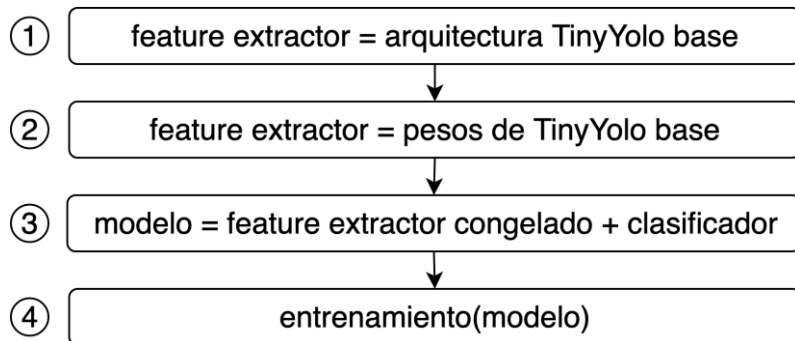 ① feature extractor = arquitectura TinyYolo base
② feature extractor = pesos de TinyYolo base
③ modelo = feature extractor congelado + clasificador
④ entrenamiento(modelo)